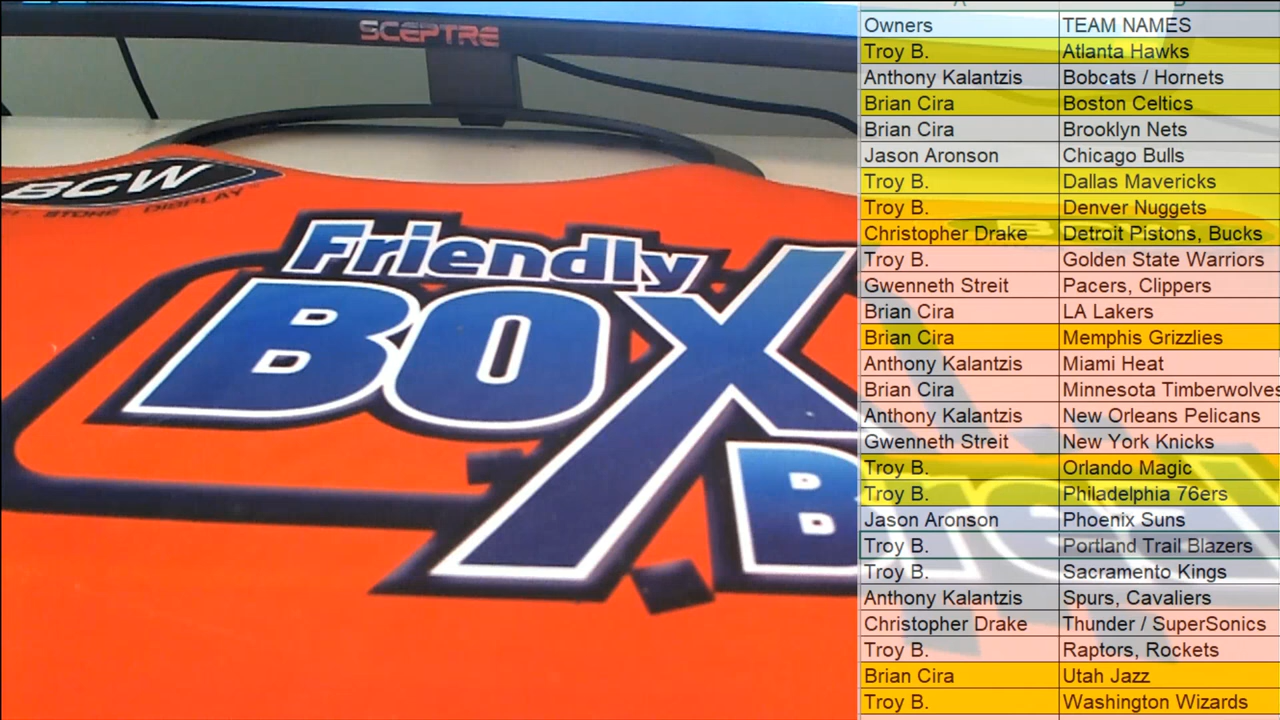 SCEPTRE
BCW
STORE DISPLAY
Friendly
BOX
B
Owners TEAM NAMES
Troy B. Atlanta Hawks
Anthony Kalantzis Bobcats / Hornets
Brian Cira Boston Celtics
Brian Cira Brooklyn Nets
Jason Aronson Chicago Bulls
Troy B. Dallas Mavericks
Troy B. Denver Nuggets
Christopher Drake Detroit Pistons, Bucks
Troy B. Golden State Warriors
Gwenneth Streit Pacers, Clippers
Brian Cira LA Lakers
Brian Cira Memphis Grizzlies
Anthony Kalantzis Miami Heat
Brian Cira Minnesota Timberwolves
Anthony Kalantzis New Orleans Pelicans
Gwenneth Streit New York Knicks
Troy B. Orlando Magic
Troy B. Philadelphia 76ers
Jason Aronson Phoenix Suns
Troy B. Portland Trail Blazers
Troy B. Sacramento Kings
Anthony Kalantzis Spurs, Cavaliers
Christopher Drake Thunder / SuperSonics
Troy B. Raptors, Rockets
Brian Cira Utah Jazz
Troy B. Washington Wizards